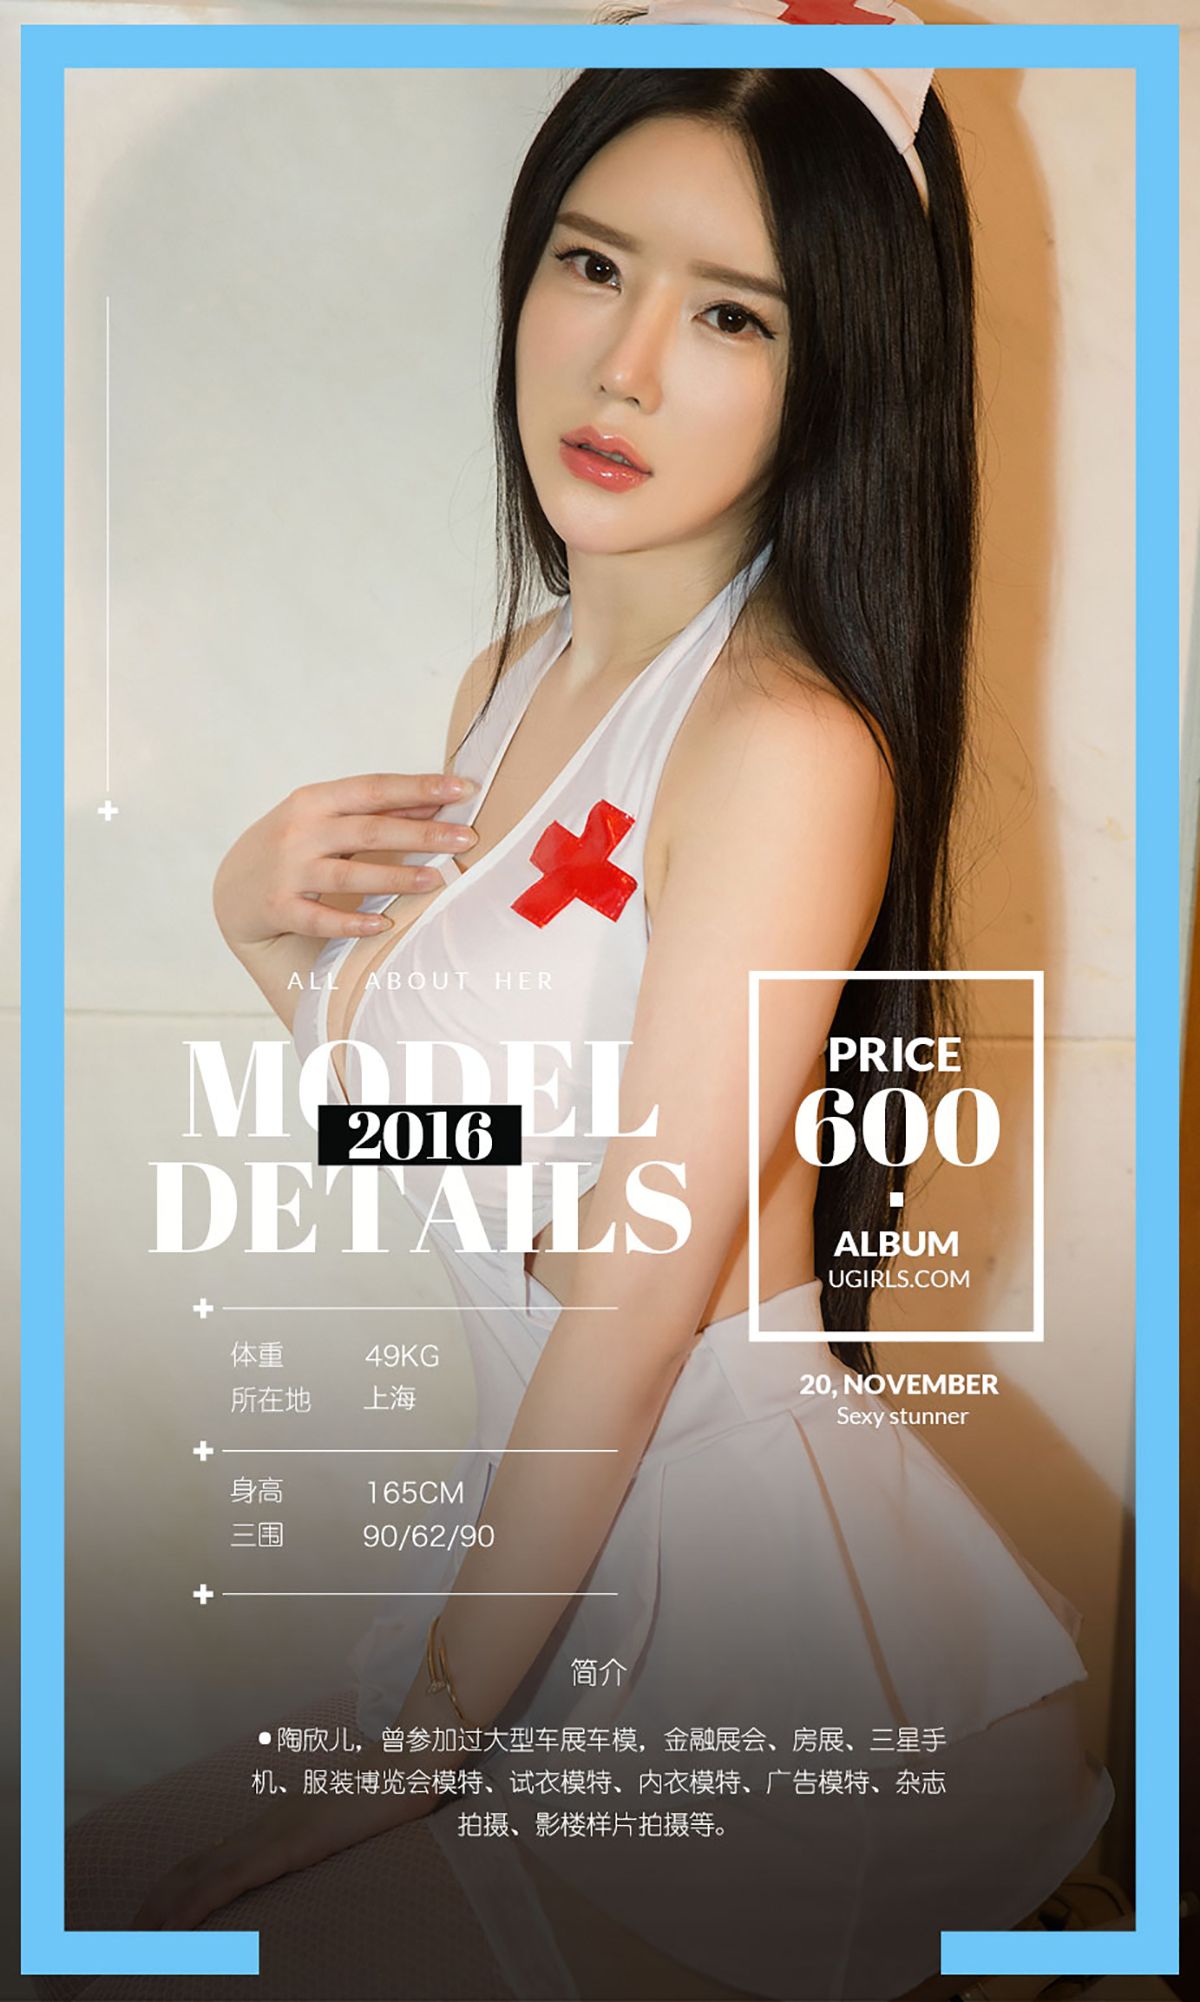 ALL ABOUT HER
MODEL
2016
DETAILS
PRICE
600
ALBUM
UGIRLS.COM
20, NOVEMBER
Sexy stunner
体重 49KG
所在地 上海
身高 165CM
三围 90/62/90
简介
●陶欣儿，曾参加过大型车展车模，金融展会、房展、三星手
机、服装博览会模特、试衣模特、内衣模特、广告模特、杂志
拍摄、影楼样片拍摄等。